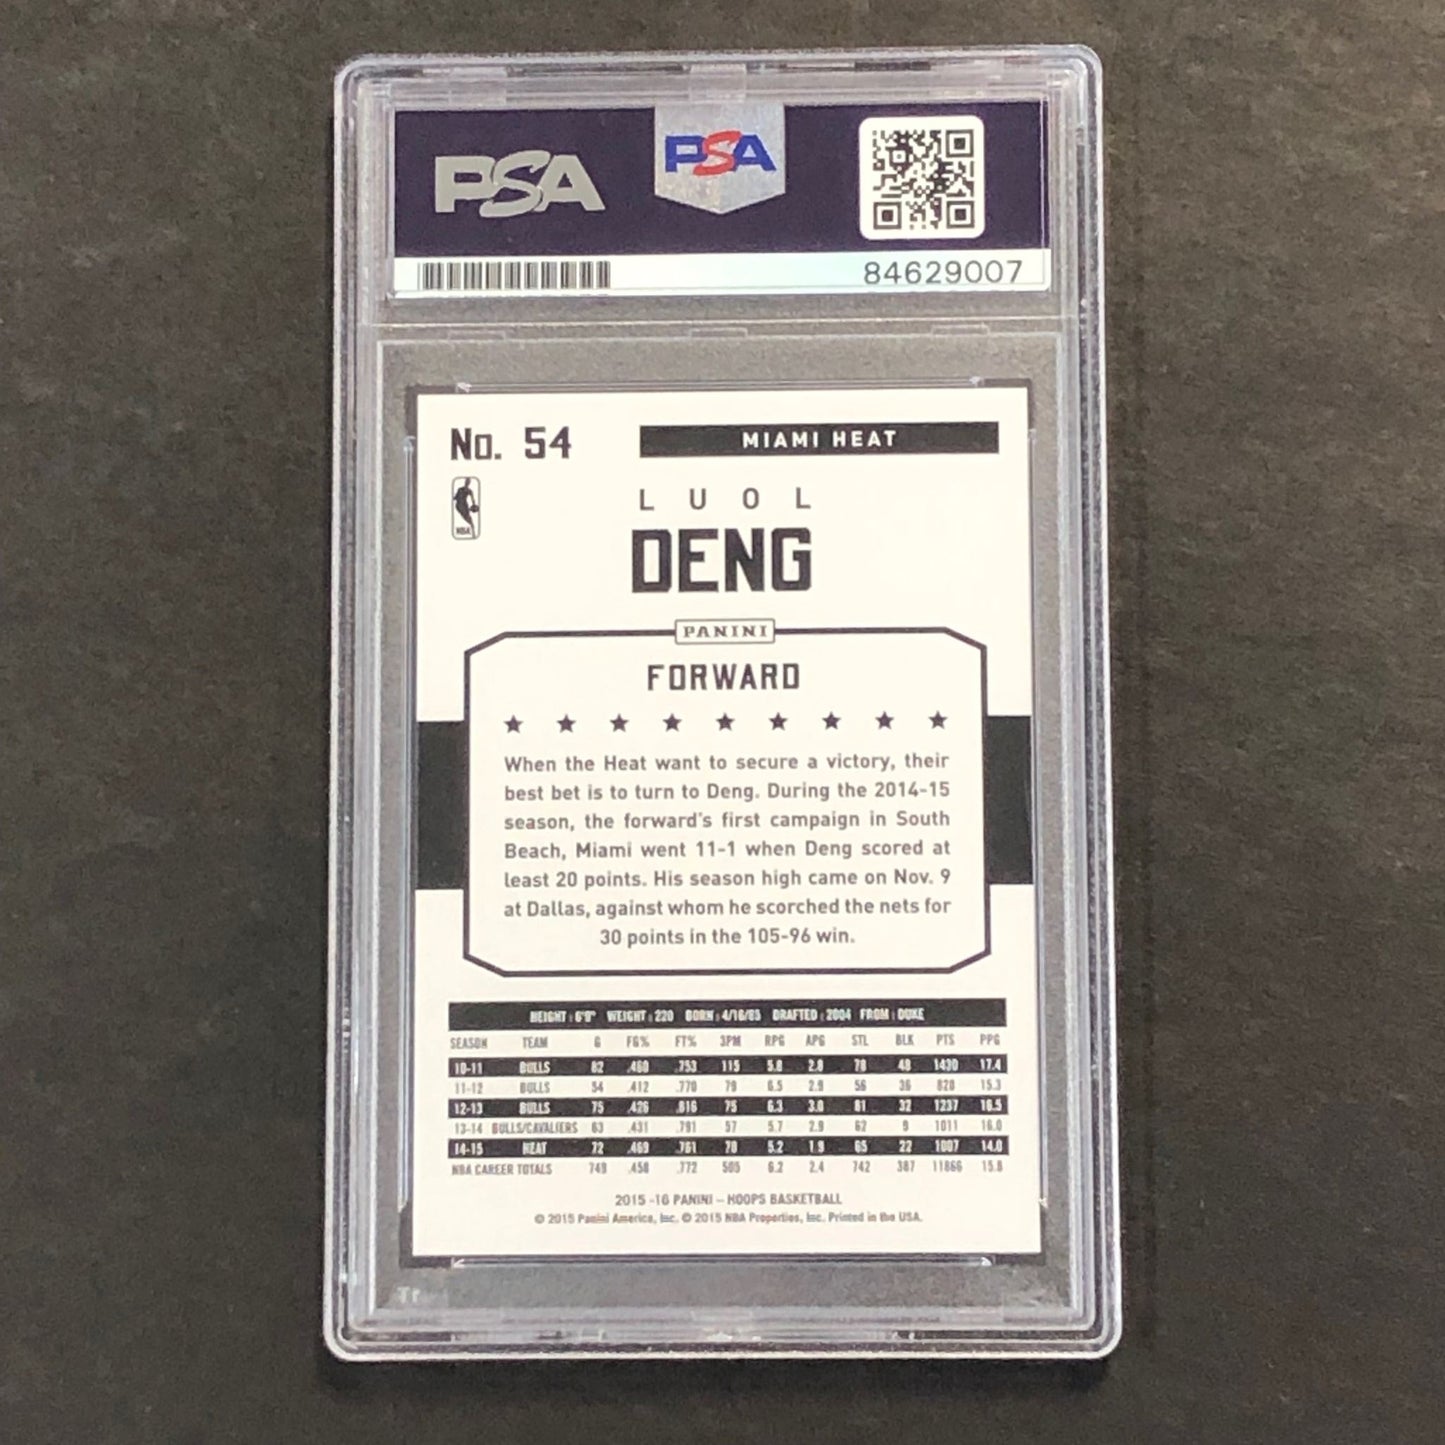 PSA PSA
84629007
No. 54 MIAMI HEAT
NBA
LUOL
DENG
PANINI
FORWARD
When the Heat want to secure a victory, their
best bet is to turn to Deng. During the 2014-15
season, the forward's first campaign in South
Beach, Miami went 11-1 when Deng scored at
least 20 points. His season high came on Nov. 9
at Dallas, against whom he scorched the nets for
30 points in the 105-96 win.
HEIGHT: WEIGHT: 220 BORN: 4/16/85 DRAFTED: 2004 FROM: DUKE
SEASON TEAM G FG% FT% 3PM RPG APG STL BLK PTS PPG
10-11 BULLS 82 .460 .753 115 5.8 2.8 78 48 1430 17.4
11-12 BULLS 54 .412 .770 79 6.5 2.9 56 36 828 15.3
12-13 BULLS 75 .426 .816 75 6.3 3.0 81 32 1237 16.5
13-14 BULLS/CAVALIERS 63 .431 .791 57 5.7 2.9 62 9 1011 16.0
14-15 HEAT 72 .469 .761 78 5.2 1.9 65 22 1007 14.0
NBA CAREER TOTALS 749 .458 .772 505 6.2 2.4 742 387 11866 15.8
2015-16 PANINI – HOOPS BASKETBALL
© 2015 Panini America, Inc. © 2015 NBA Properties, Inc. Printed in the USA.